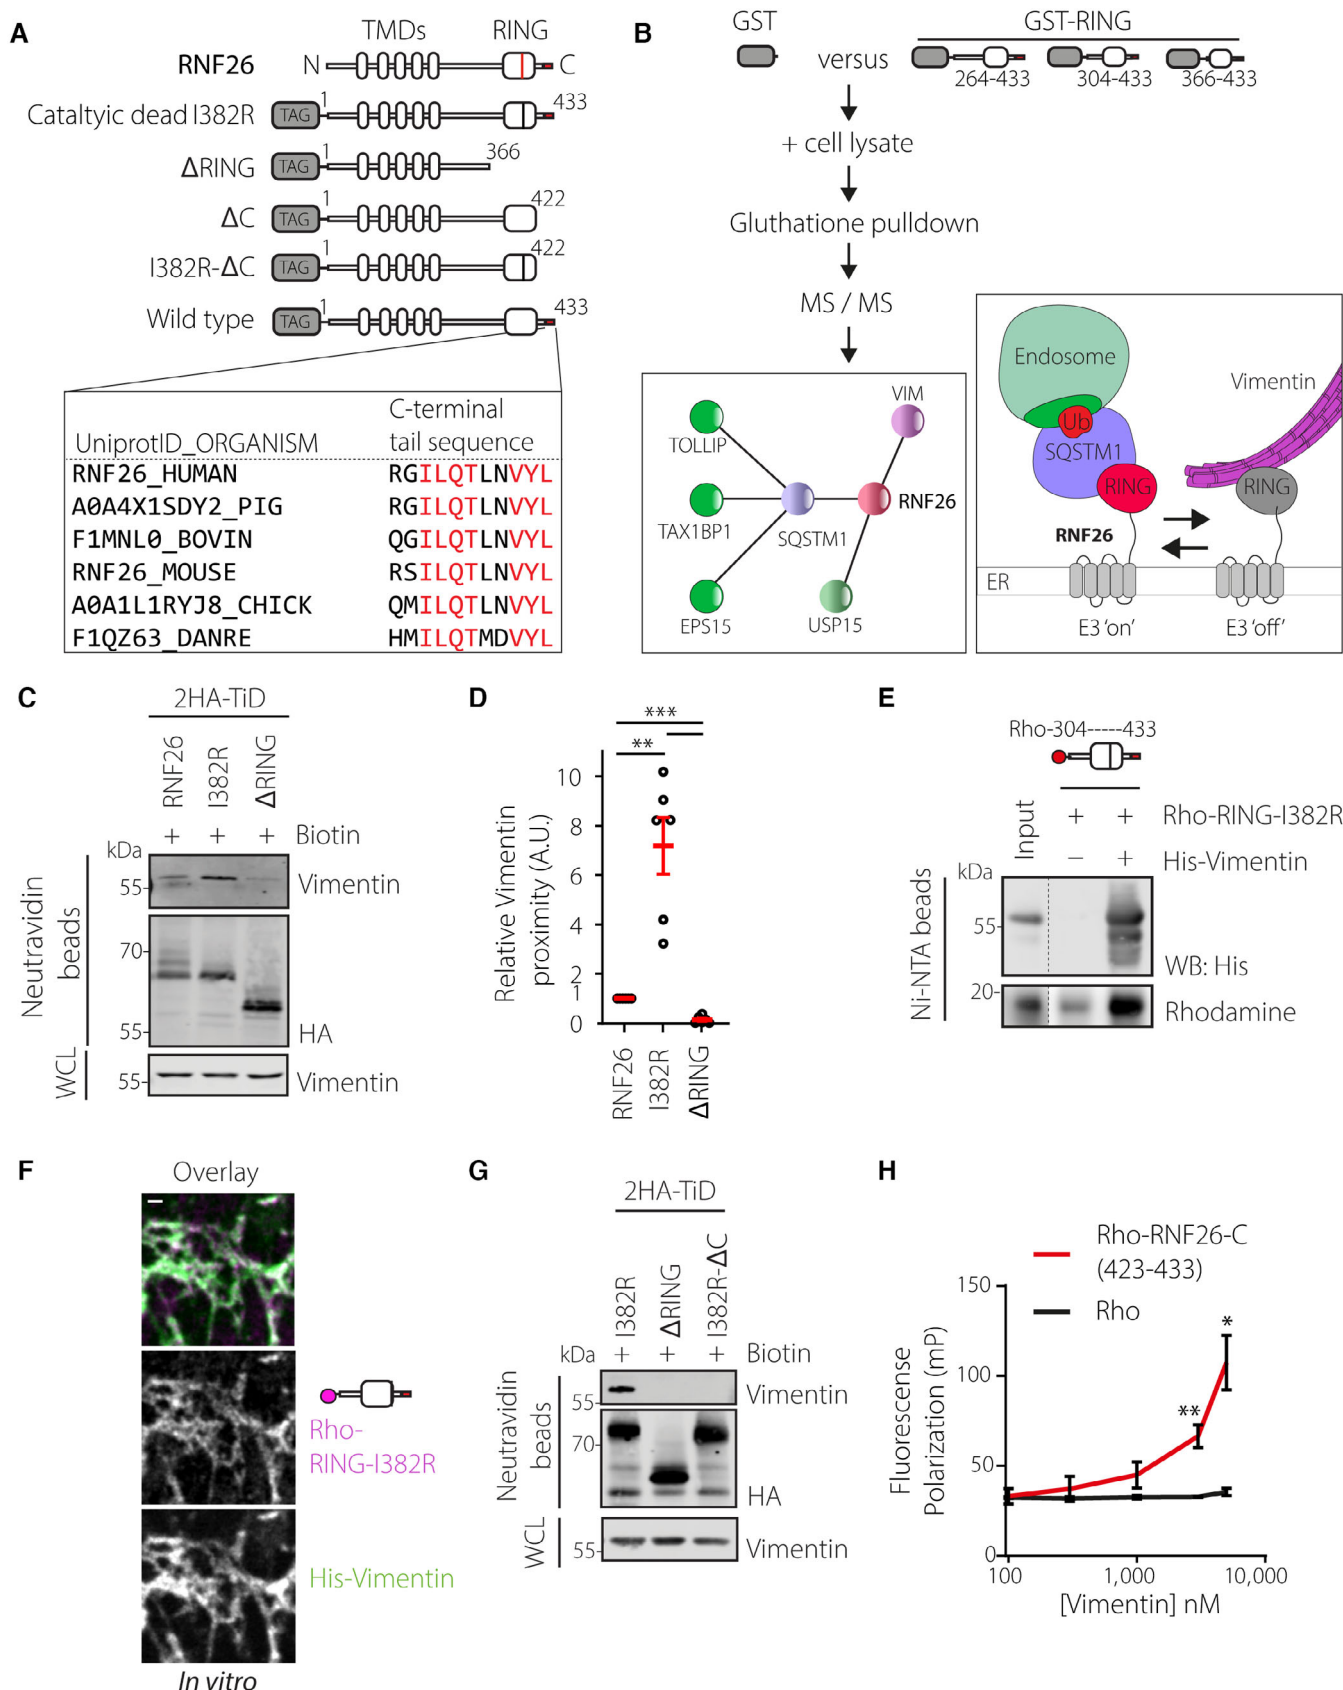 A
TMDs
RING
RNF26
N
C
Cataltyic dead I382R
TAG
1
433
ΔRING
TAG
1
366
ΔC
TAG
1
422
I382R-ΔC
TAG
1
422
Wild type
TAG
1
433
C-terminal
UniprotID_ORGANISM tail sequence
RNF26_HUMAN RGILQTLNVYL
A0A4X1SDY2_PIG RGILQTLNVYL
F1MNL0_BOVIN QGILQTLNVYL
RNF26_MOUSE RSILQTLNVYL
A0A1L1RYJ8_CHICK QMILQTLNVYL
F1QZ63_DANRE HMILQTMDVYL
B
GST
GST-RING
versus
264-433
304-433
366-433
+ cell lysate
Gluthatione pulldown
MS / MS
VIM
TOLLIP
RNF26
TAX1BP1
SQSTM1
EPS15
USP15
Endosome
Vimentin
Ub
SQSTM1
RING
RING
RNF26
ER
E3 'on'
E3 'off'
C
2HA-TiD
RNF26
I382R
ΔRING
+ + + Biotin
kDa
Neutravidin
beads
55-
Vimentin
70-
55-
HA
WCL
55-
Vimentin
D
***
**
Relative Vimentin
proximity (A.U.)
10
8
6
4
2
1
0
RNF26
I382R
ΔRING
E
Rho-304-----433
Input
+ + Rho-RING-I382R
− + His-Vimentin
kDa
Ni-NTA beads
55-
WB: His
20-
Rhodamine
F
Overlay
Rho-
RING-I382R
His-Vimentin
In vitro
G
2HA-TiD
I382R
ΔRING
I382R-ΔC
kDa + + + Biotin
Neutravidin
beads
55-
Vimentin
70-
HA
WCL
55-
Vimentin
H
Rho-RNF26-C
(423-433)
Rho
Fluorescense
Polarization (mP)
150
100
50
0
**
*
100
1,000
10,000
[Vimentin] nM